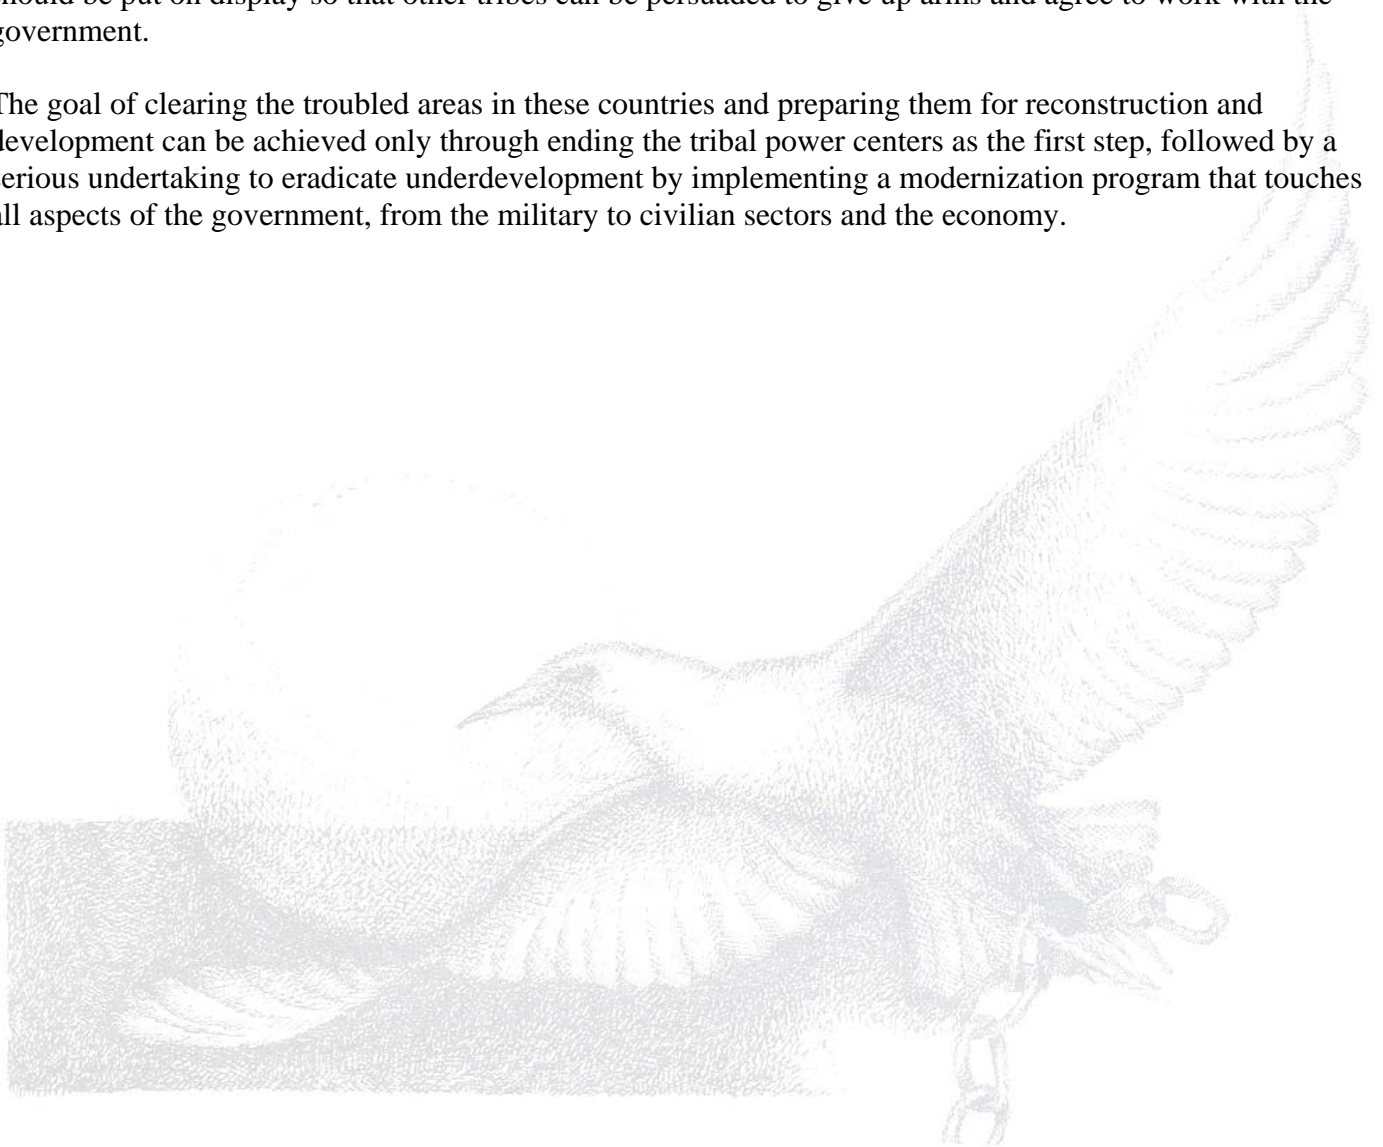 should be put on display so that other tribes can be persuaded to give up arms and agree to work with the
government.
The goal of clearing the troubled areas in these countries and preparing them for reconstruction and
development can be achieved only through ending the tribal power centers as the first step, followed by a
serious undertaking to eradicate underdevelopment by implementing a modernization program that touches
all aspects of the government, from the military to civilian sectors and the economy.